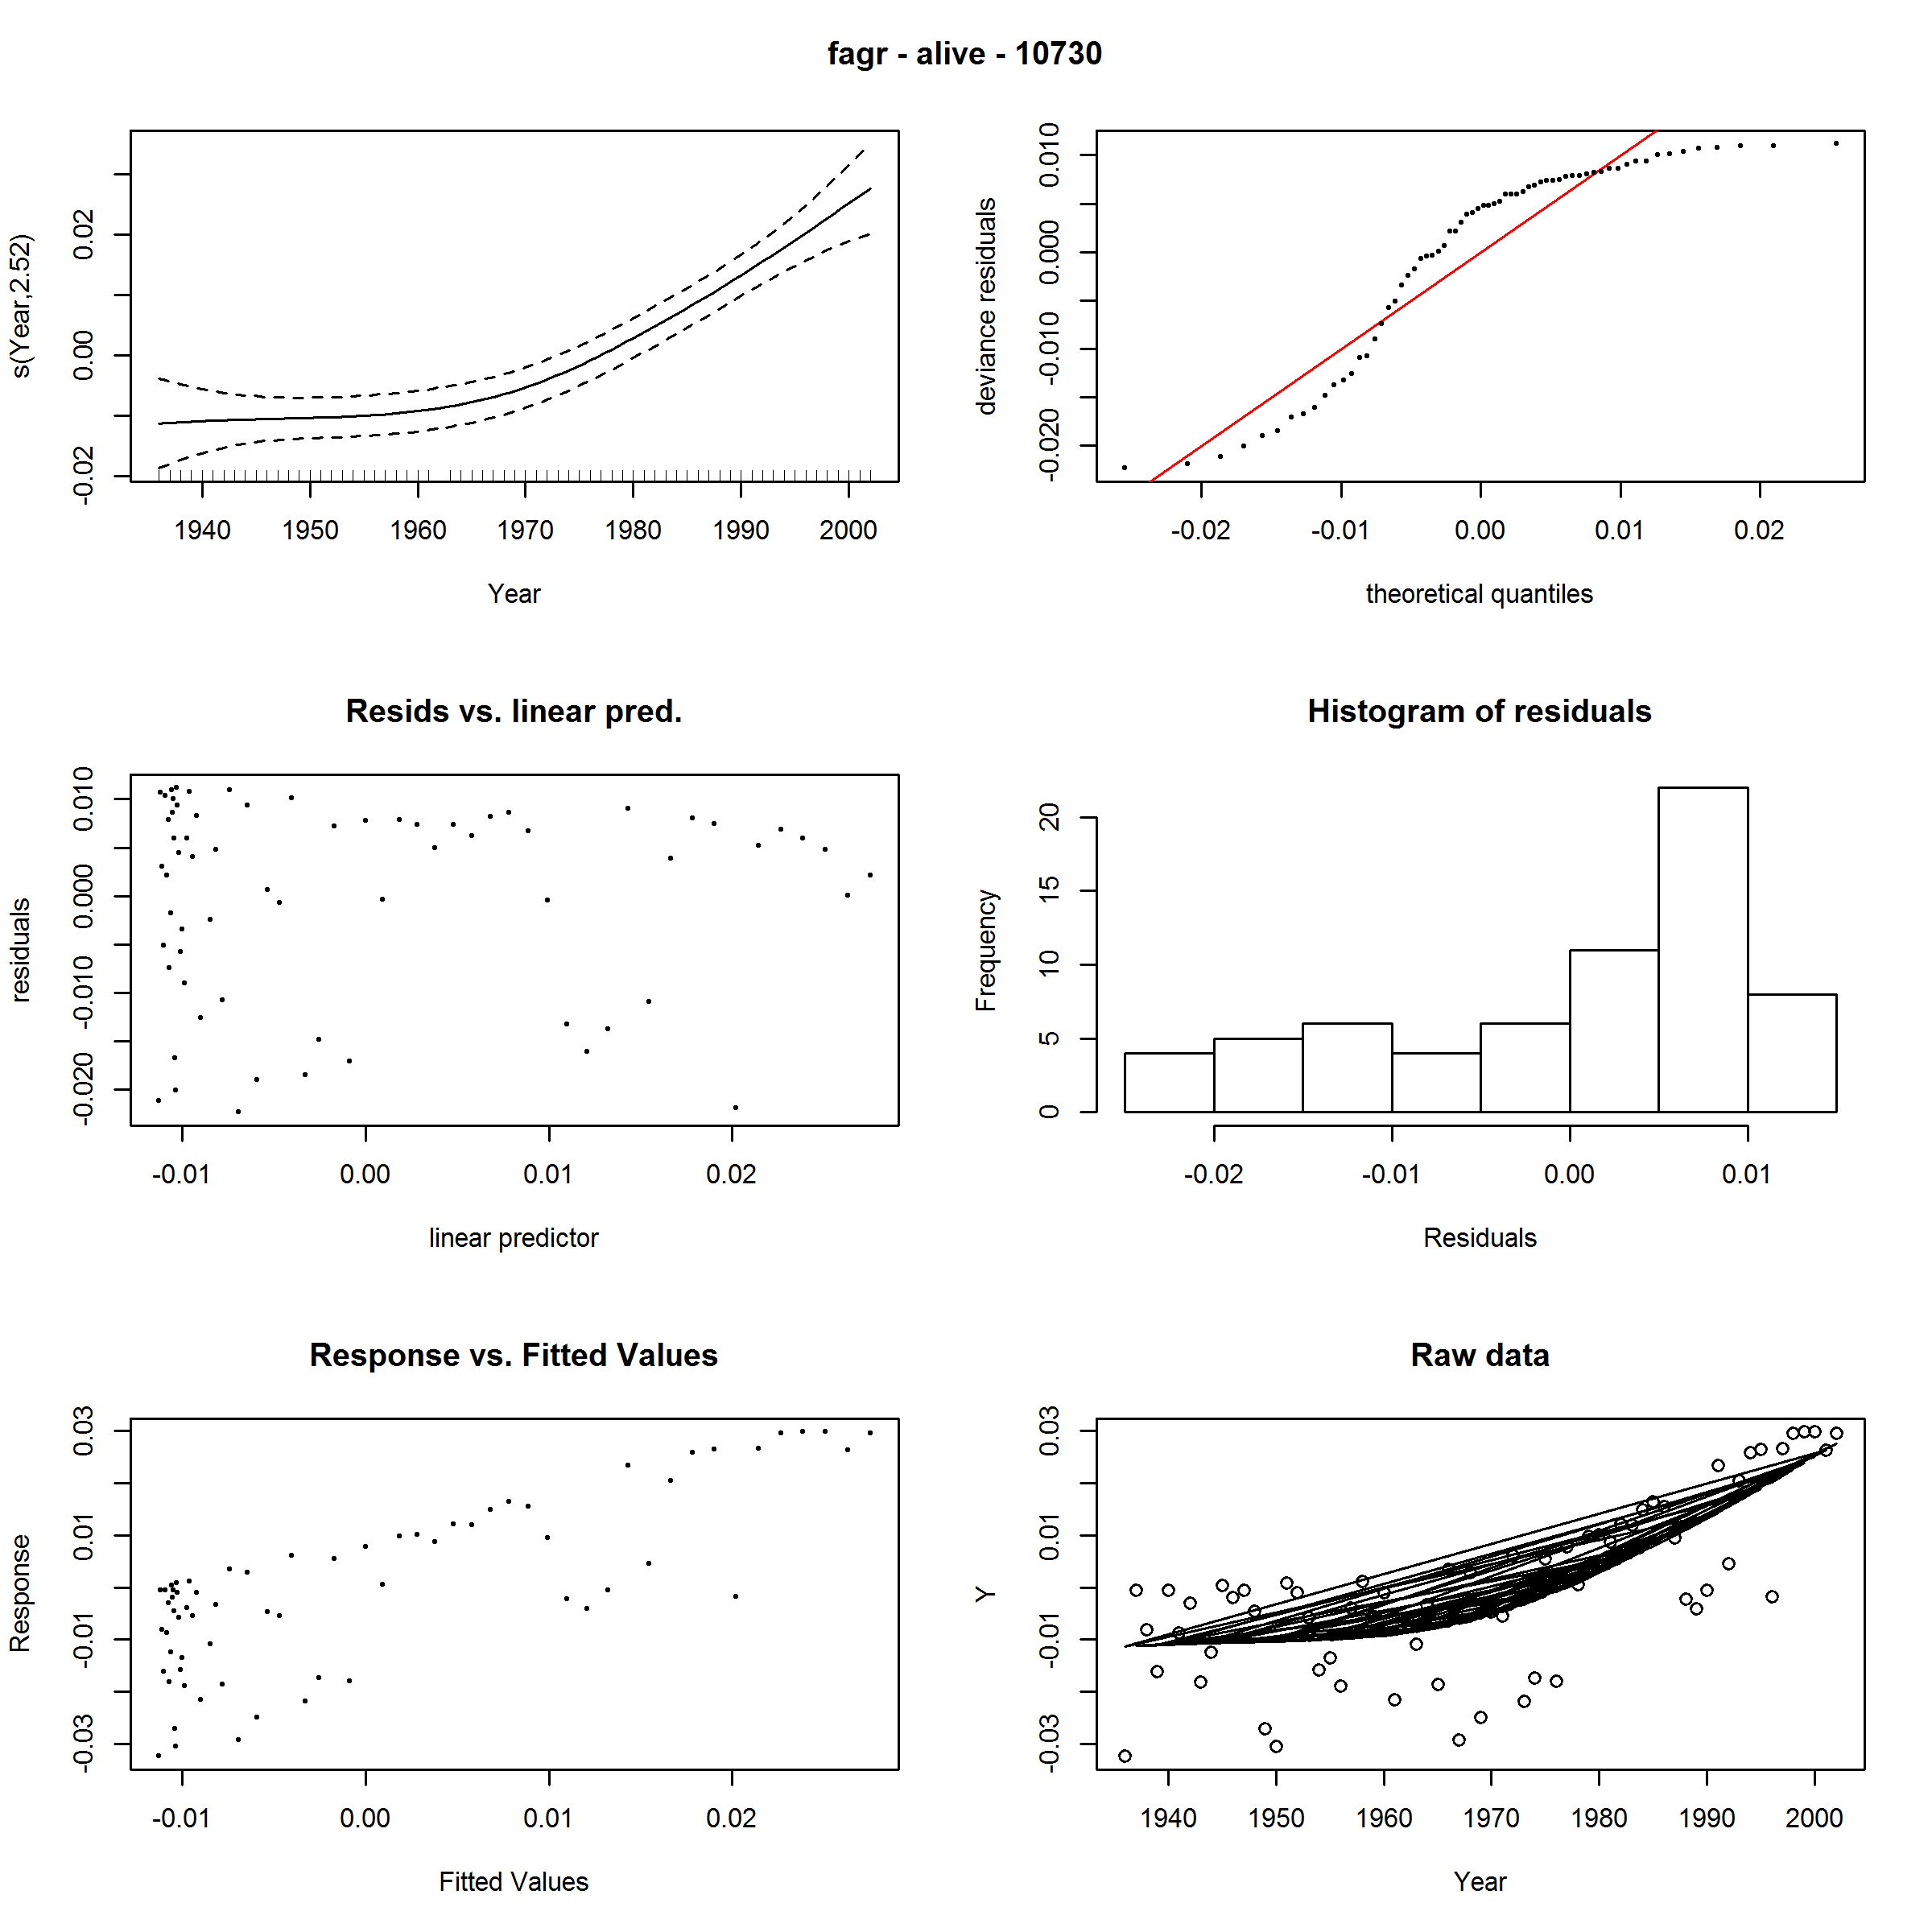 fagr - alive - 10730
s(Year,2.52)
-0.02 0.00 0.02
1940 1950 1960 1970 1980 1990 2000
Year
deviance residuals
-0.020 -0.010 0.000 0.010
-0.02 -0.01 0.00 0.01 0.02
theoretical quantiles
Resids vs. linear pred.
residuals
-0.020 -0.010 0.000 0.010
-0.01 0.00 0.01 0.02
linear predictor
Histogram of residuals
Frequency
0 5 10 15 20
-0.02 -0.01 0.00 0.01
Residuals
Response vs. Fitted Values
Response
-0.03 -0.01 0.01 0.03
-0.01 0.00 0.01 0.02
Fitted Values
Raw data
Y
-0.03 -0.01 0.01 0.03
1940 1950 1960 1970 1980 1990 2000
Year